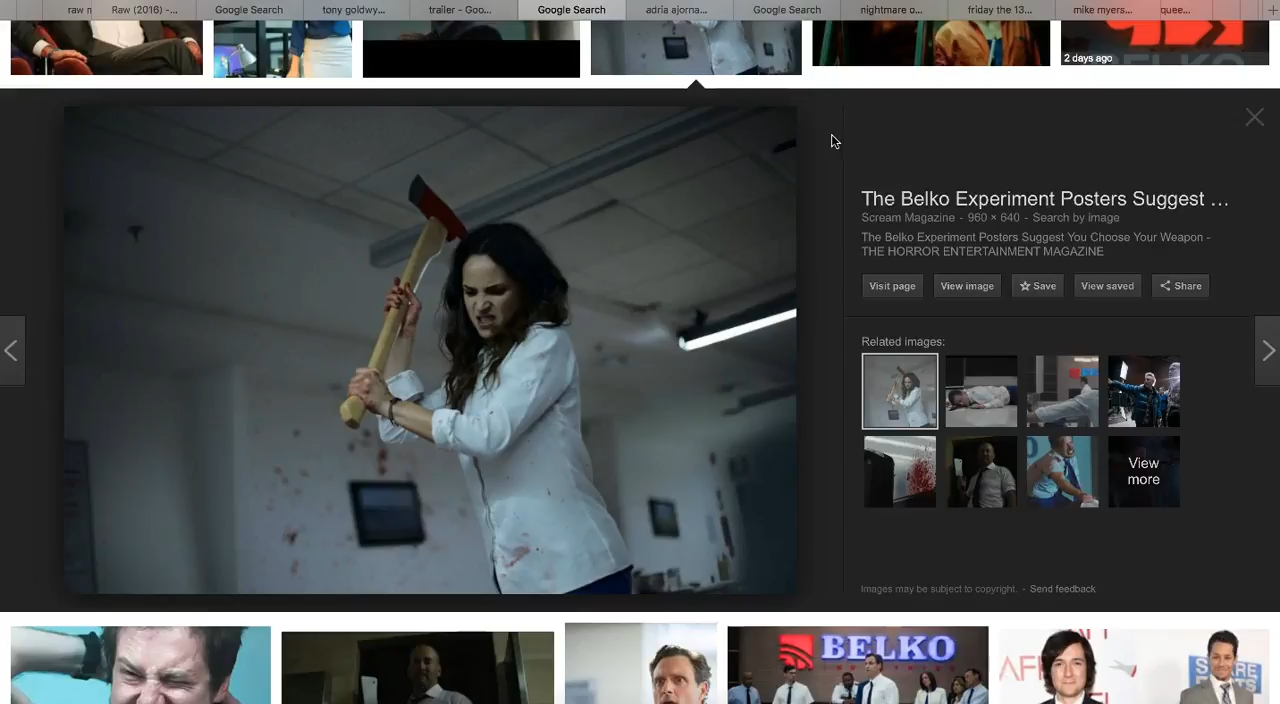 raw n
Raw (2016) -...
Google Search
tony goldwy...
trailer - Goo...
Google Search
adria ajorna...
Google Search
nightmare o...
friday the 13...
mike myers...
quee...
2 days ago
The Belko Experiment Posters Suggest ...
Scream Magazine - 960 × 640 - Search by image
The Belko Experiment Posters Suggest You Choose Your Weapon -
THE HORROR ENTERTAINMENT MAGAZINE
Visit page
View image
Save
View saved
Share
Related images:
View
more
Images may be subject to copyright. - Send feedback
BELKO
AFI